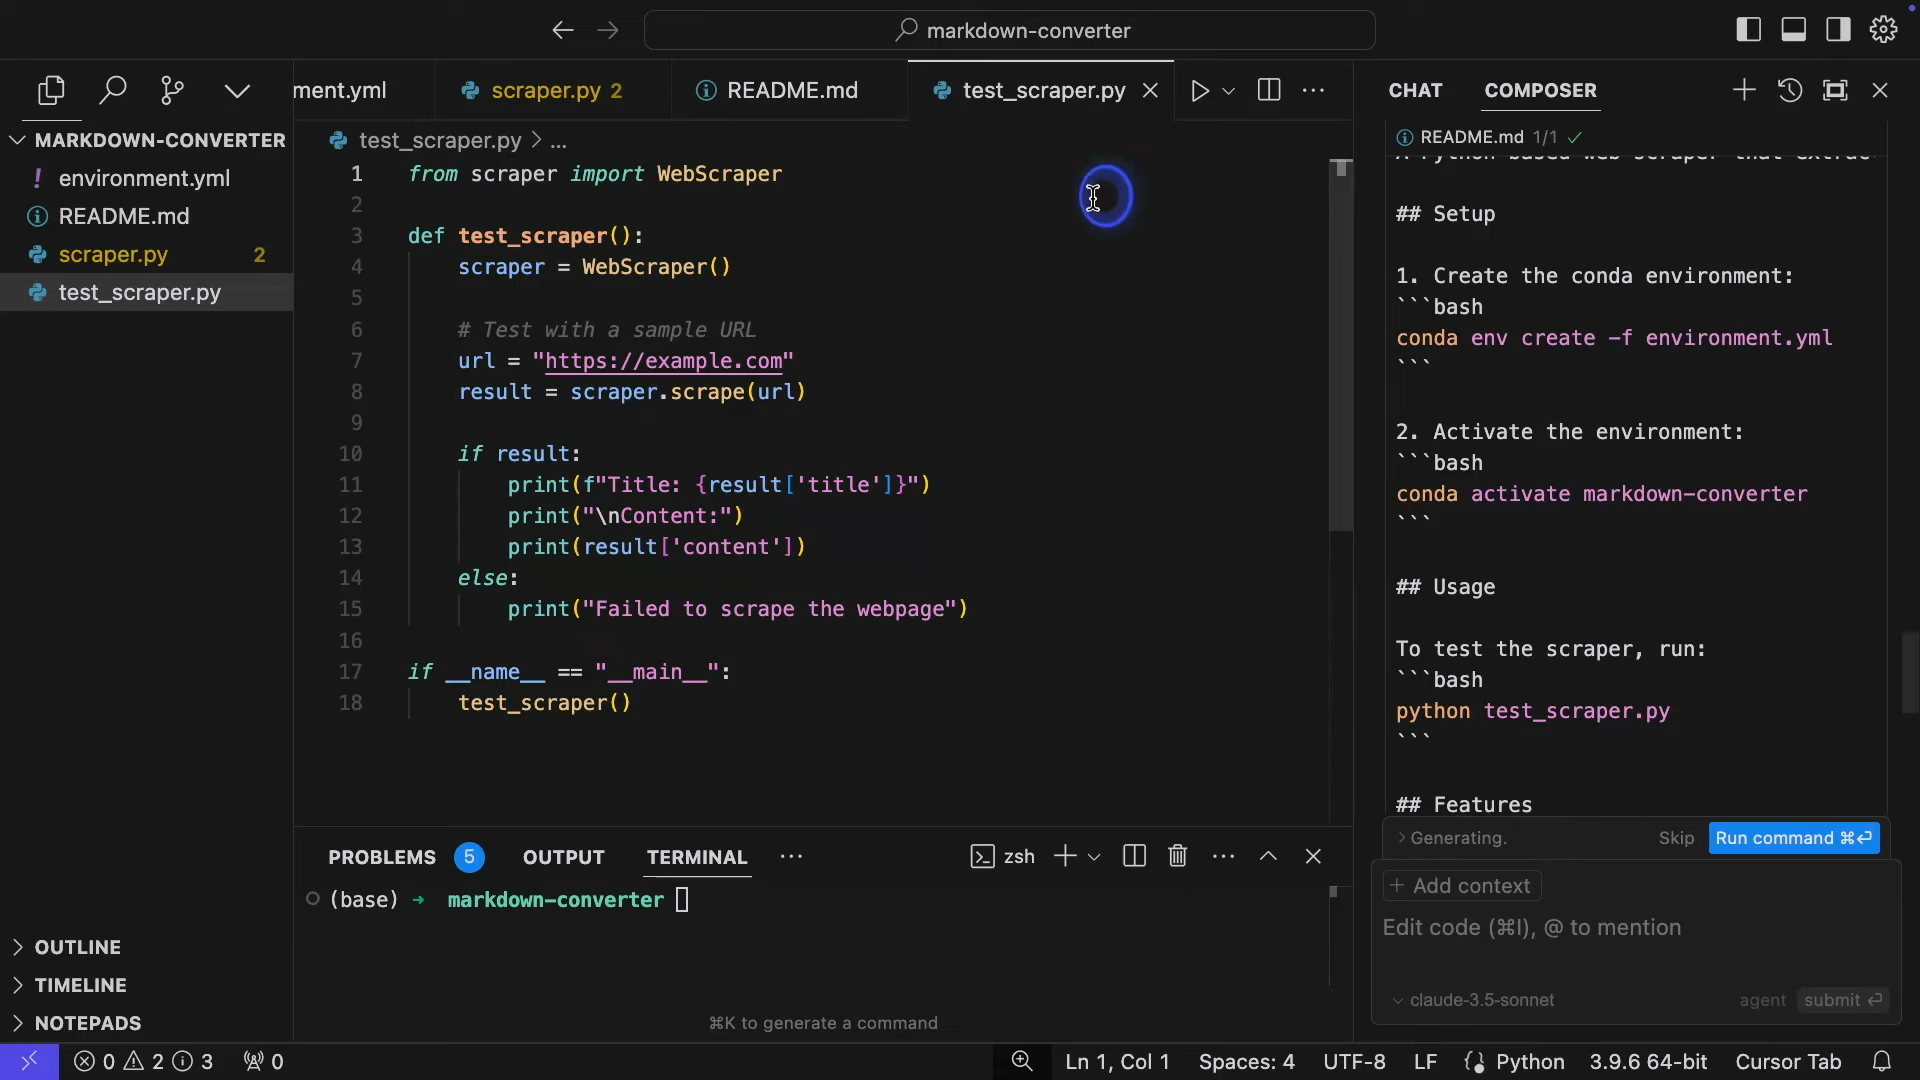 markdown-converter
MARKDOWN-CONVERTER
environment.yml
README.md
scraper.py 2
test_scraper.py
OUTLINE
TIMELINE
NOTEPADS
ment.yml
scraper.py 2
README.md
test_scraper.py
test_scraper.py > ...
1 from scraper import WebScraper
2
3 def test_scraper():
4 scraper = WebScraper()
5
6 # Test with a sample URL
7 url = "https://example.com"
8 result = scraper.scrape(url)
9
10 if result:
11 print(f"Title: {result['title']}")
12 print("\nContent:")
13 print(result['content'])
14 else:
15 print("Failed to scrape the webpage")
16
17 if __name__ == "__main__":
18 test_scraper()
PROBLEMS 5 OUTPUT TERMINAL ... zsh
(base) → markdown-converter
⌘K to generate a command
CHAT COMPOSER
README.md 1/1
A Python-based web scraper that extrac
## Setup
1. Create the conda environment:
```bash
conda env create -f environment.yml
```
2. Activate the environment:
```bash
conda activate markdown-converter
```
## Usage
To test the scraper, run:
```bash
python test_scraper.py
```
## Features
> Generating. Skip Run command ⌘↵
+ Add context
Edit code (⌘I), @ to mention
claude-3.5-sonnet agent submit ↵
0 2 3 0 Ln 1, Col 1 Spaces: 4 UTF-8 LF Python 3.9.6 64-bit Cursor Tab